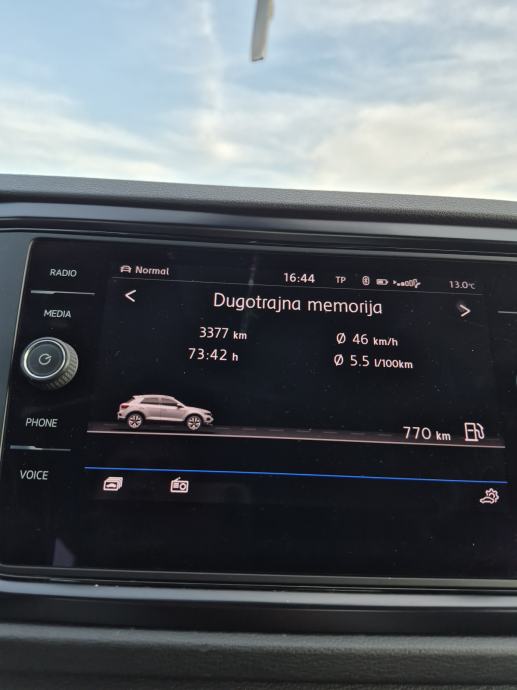 RADIO
MEDIA
PHONE
VOICE
Normal
16:44
TP
13.0°C
< Dugotrajna memorija >
3377 km
Ø 46 km/h
73:42 h
Ø 5.5 l/100km
770 km